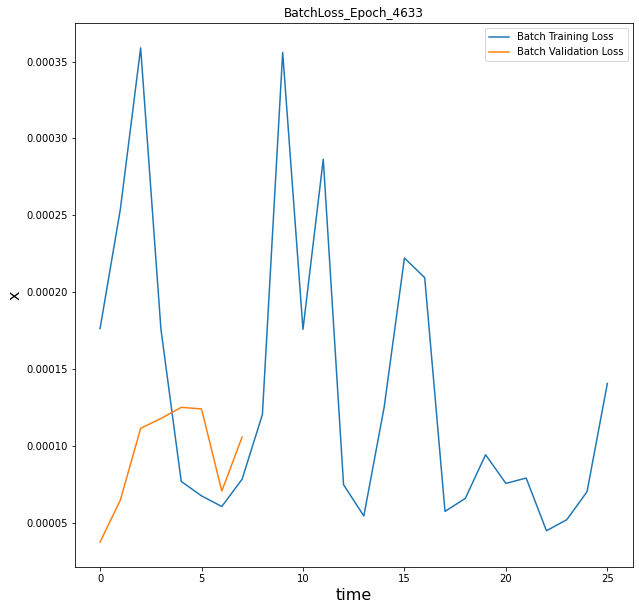 BatchLoss_Epoch_4633
Batch Training Loss
Batch Validation Loss
0.00035
0.00030
0.00025
0.00020
0.00015
0.00010
0.00005
x
0 5 10 15 20 25
time